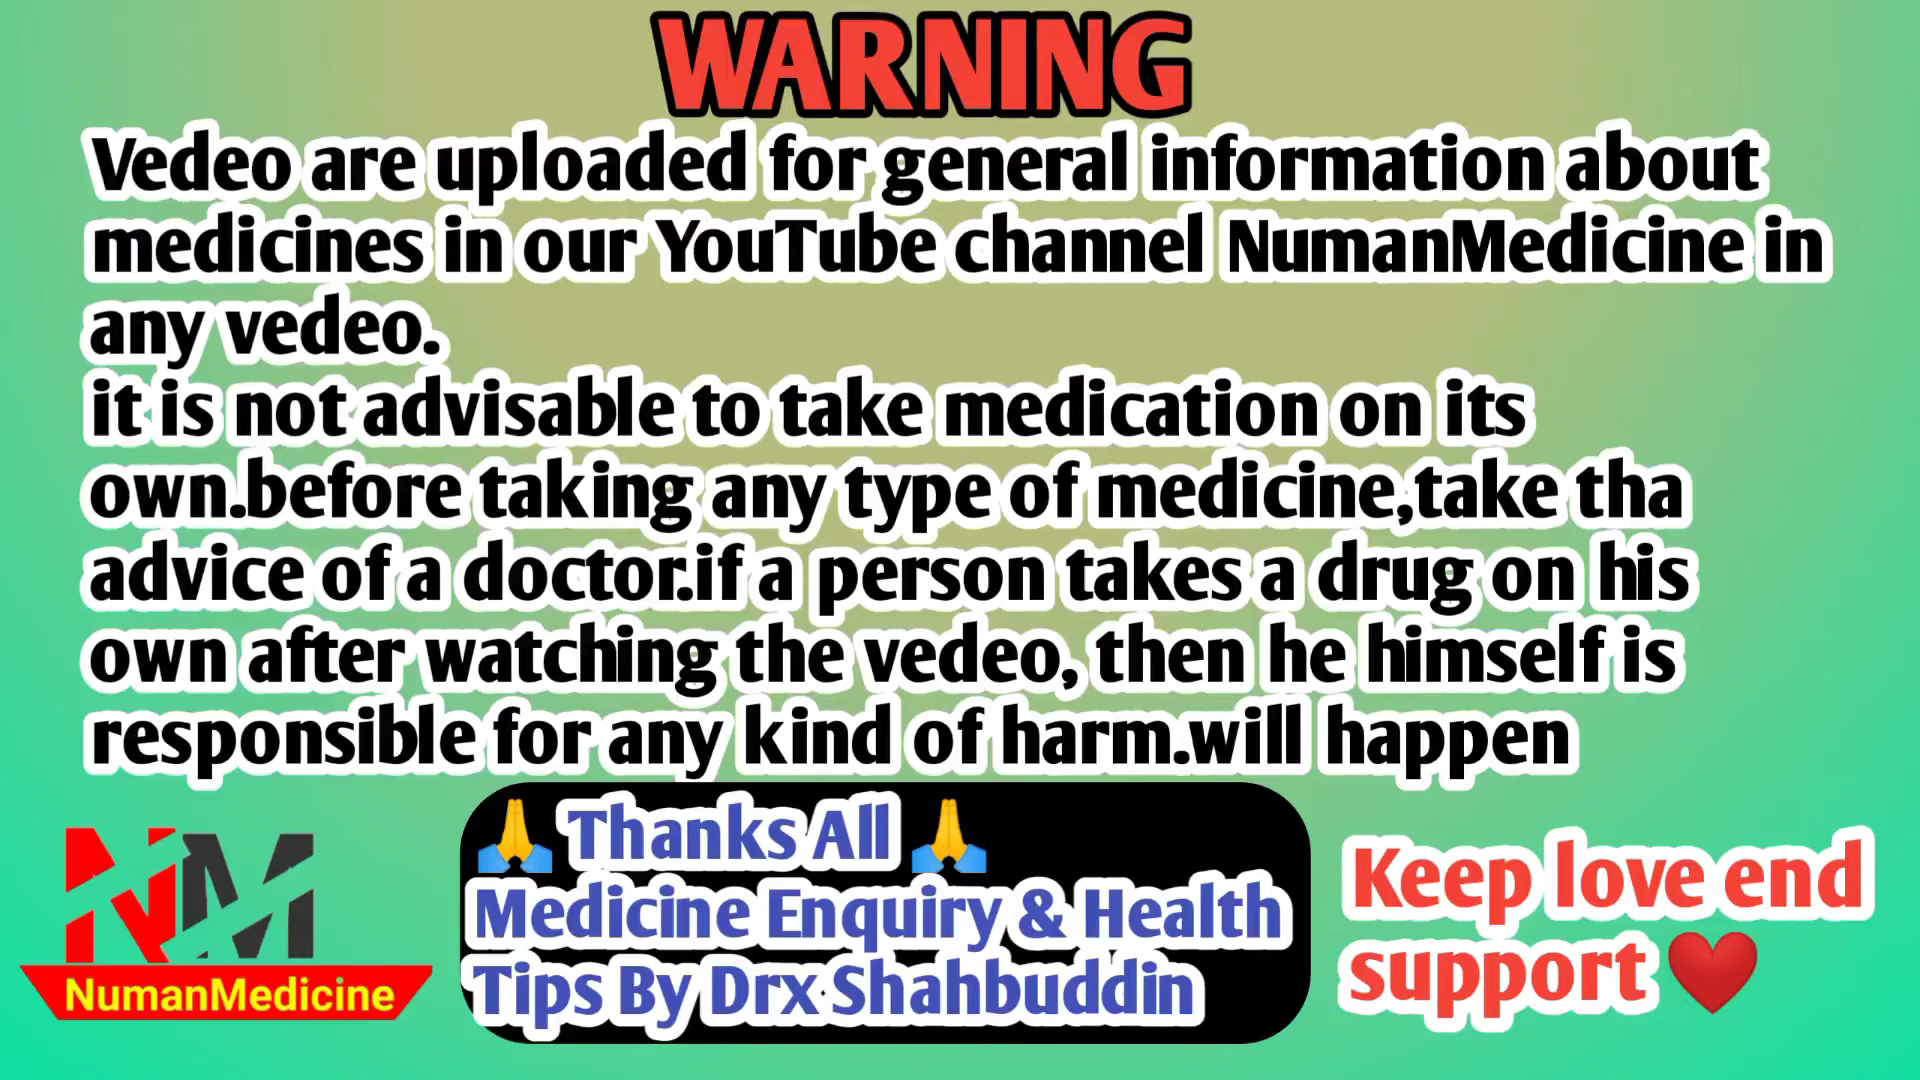 WARNING
Vedeo are uploaded for general information about
medicines in our YouTube channel NumanMedicine in
any vedeo.
it is not advisable to take medication on its
own.before taking any type of medicine,take tha
advice of a doctor.if a person takes a drug on his
own after watching the vedeo, then he himself is
responsible for any kind of harm.will happen
NM
NumanMedicine
🙏 Thanks All 🙏
Medicine Enquiry & Health
Tips By Drx Shahbuddin
Keep love end
support ❤️